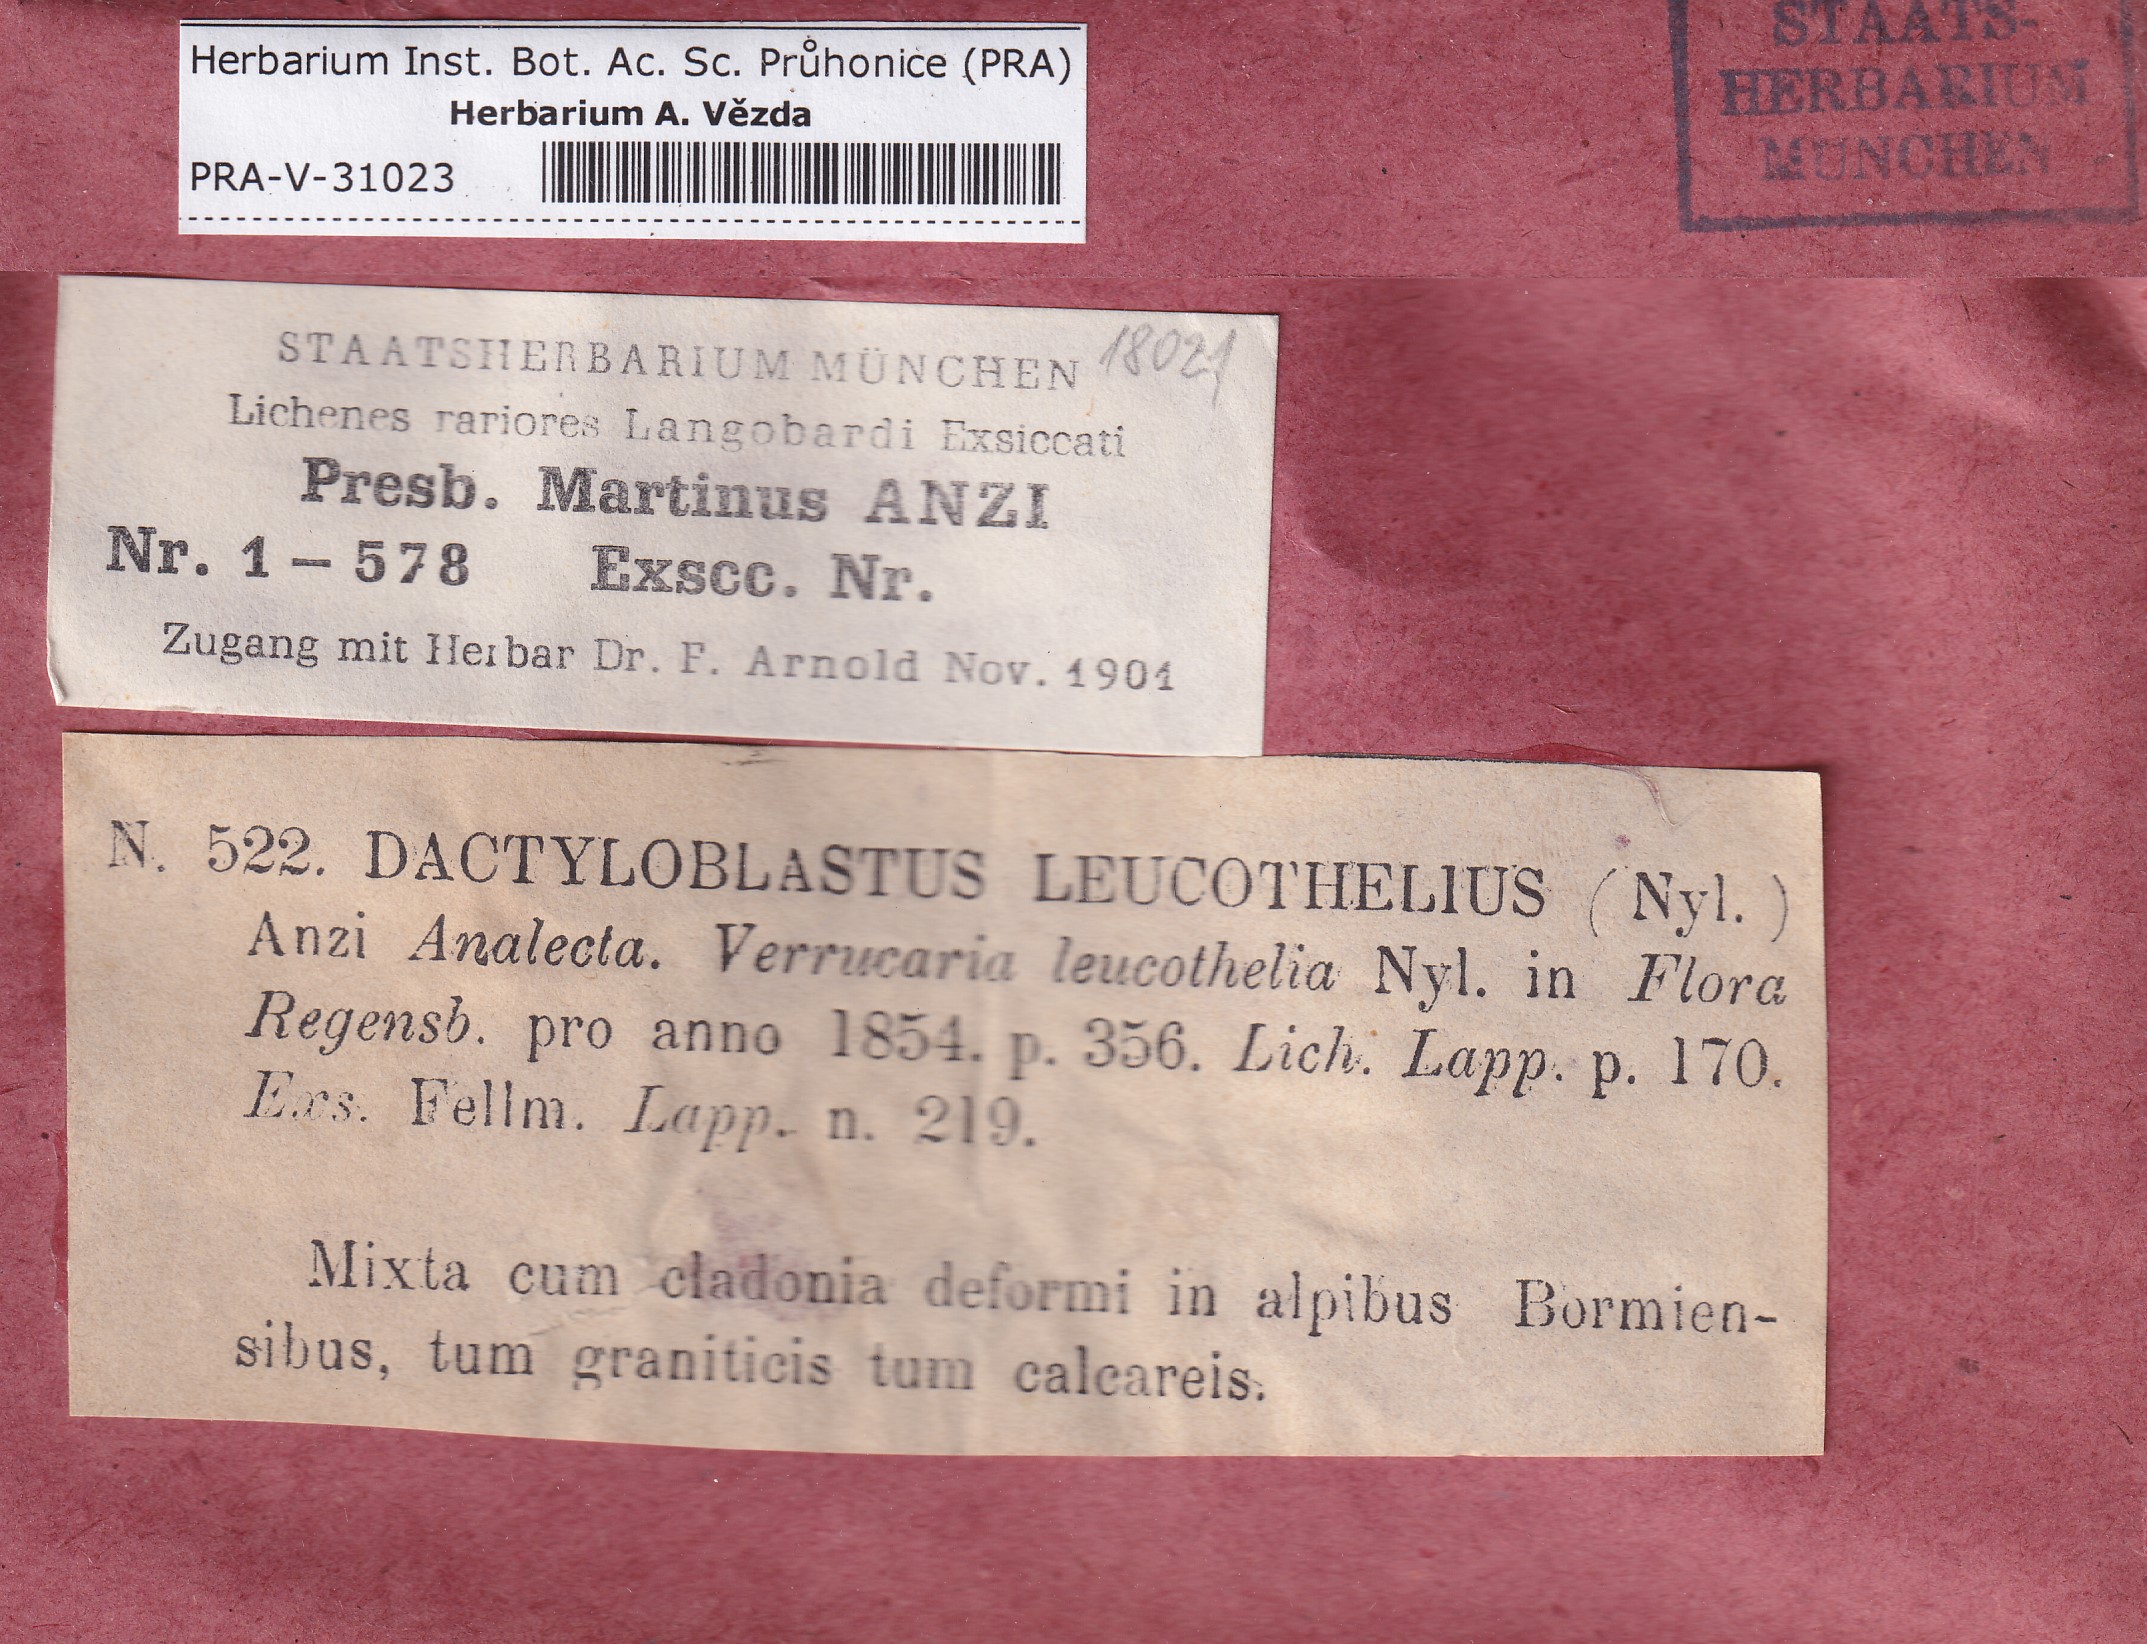 Herbarium Inst. Bot. Ac. Sc. Průhonice (PRA)
Herbarium A. Vězda
PRA-V-31023
STAATS-
HERBARIUM
MÜNCHEN
STAATSHERBARIUM MÜNCHEN 18021
Lichenes rariores Langobardi Exsiccati
Presb. Martinus ANZI
Nr. 1 – 578 Exscc. Nr.
Zugang mit Herbar Dr. F. Arnold Nov. 1901
N. 522. DACTYLOBLASTUS LEUCOTHELIUS (Nyl.)
Anzi Analecta. Verrucaria leucothelia Nyl. in Flora
Regensb. pro anno 1854. p. 356. Lich. Lapp. p. 170.
Exs. Fellm. Lapp. n. 219.
Mixta cum cladonia deformi in alpibus Bormien-
sibus, tum graniticis tum calcareis.